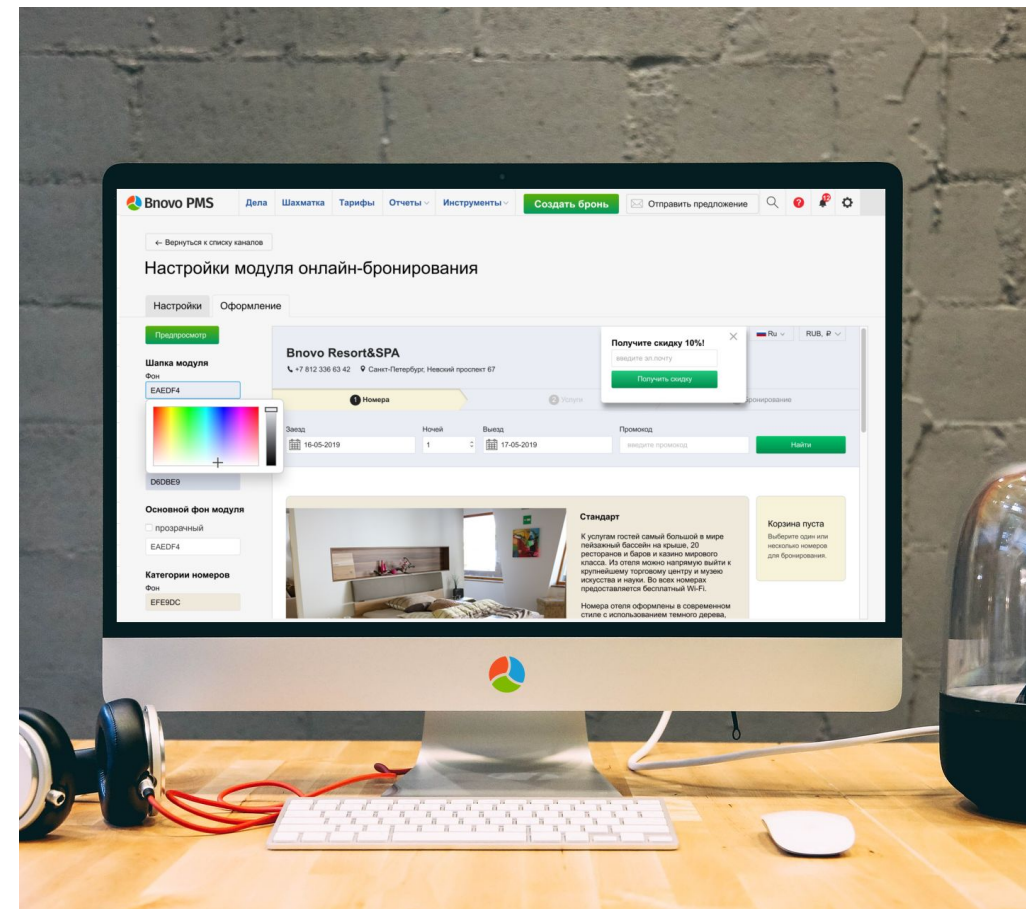 Bnovo PMS
Дела Шахматка Тарифы Отчеты Инструменты Создать бронь Отправить предложение
← Вернуться к списку каналов
Настройки модуля онлайн-бронирования
Настройки Оформление
Предпросмотр
Шапка модуля
Фон
EAEDF4
D6DBE9
Основной фон модуля
прозрачный
EAEDF4
Категории номеров
Фон
EFE9DC
Ru RUB, ₽
Bnovo Resort&SPA
+7 812 336 63 42 Санкт-Петербург, Невский проспект 67
Получите скидку 10%!
введите эл.почту
Получить скидку
1 Номера
2 Услуги
Заезд Ночей Выезд Промокод
16-05-2019 1 17-05-2019 введите промокод Найти
Стандарт
К услугам гостей самый большой в мире
пейзажный бассейн на крыше, 20
ресторанов и баров и казино мирового
класса. Из отеля можно напрямую выйти к
крупнейшему торговому центру и музею
искусства и науки. Во всех номерах
предоставляется бесплатный Wi-Fi.
Номера отеля оформлены в современном
стиле с использованием темного дерева,
Корзина пуста
Выберите один или
несколько номеров
для бронирования.